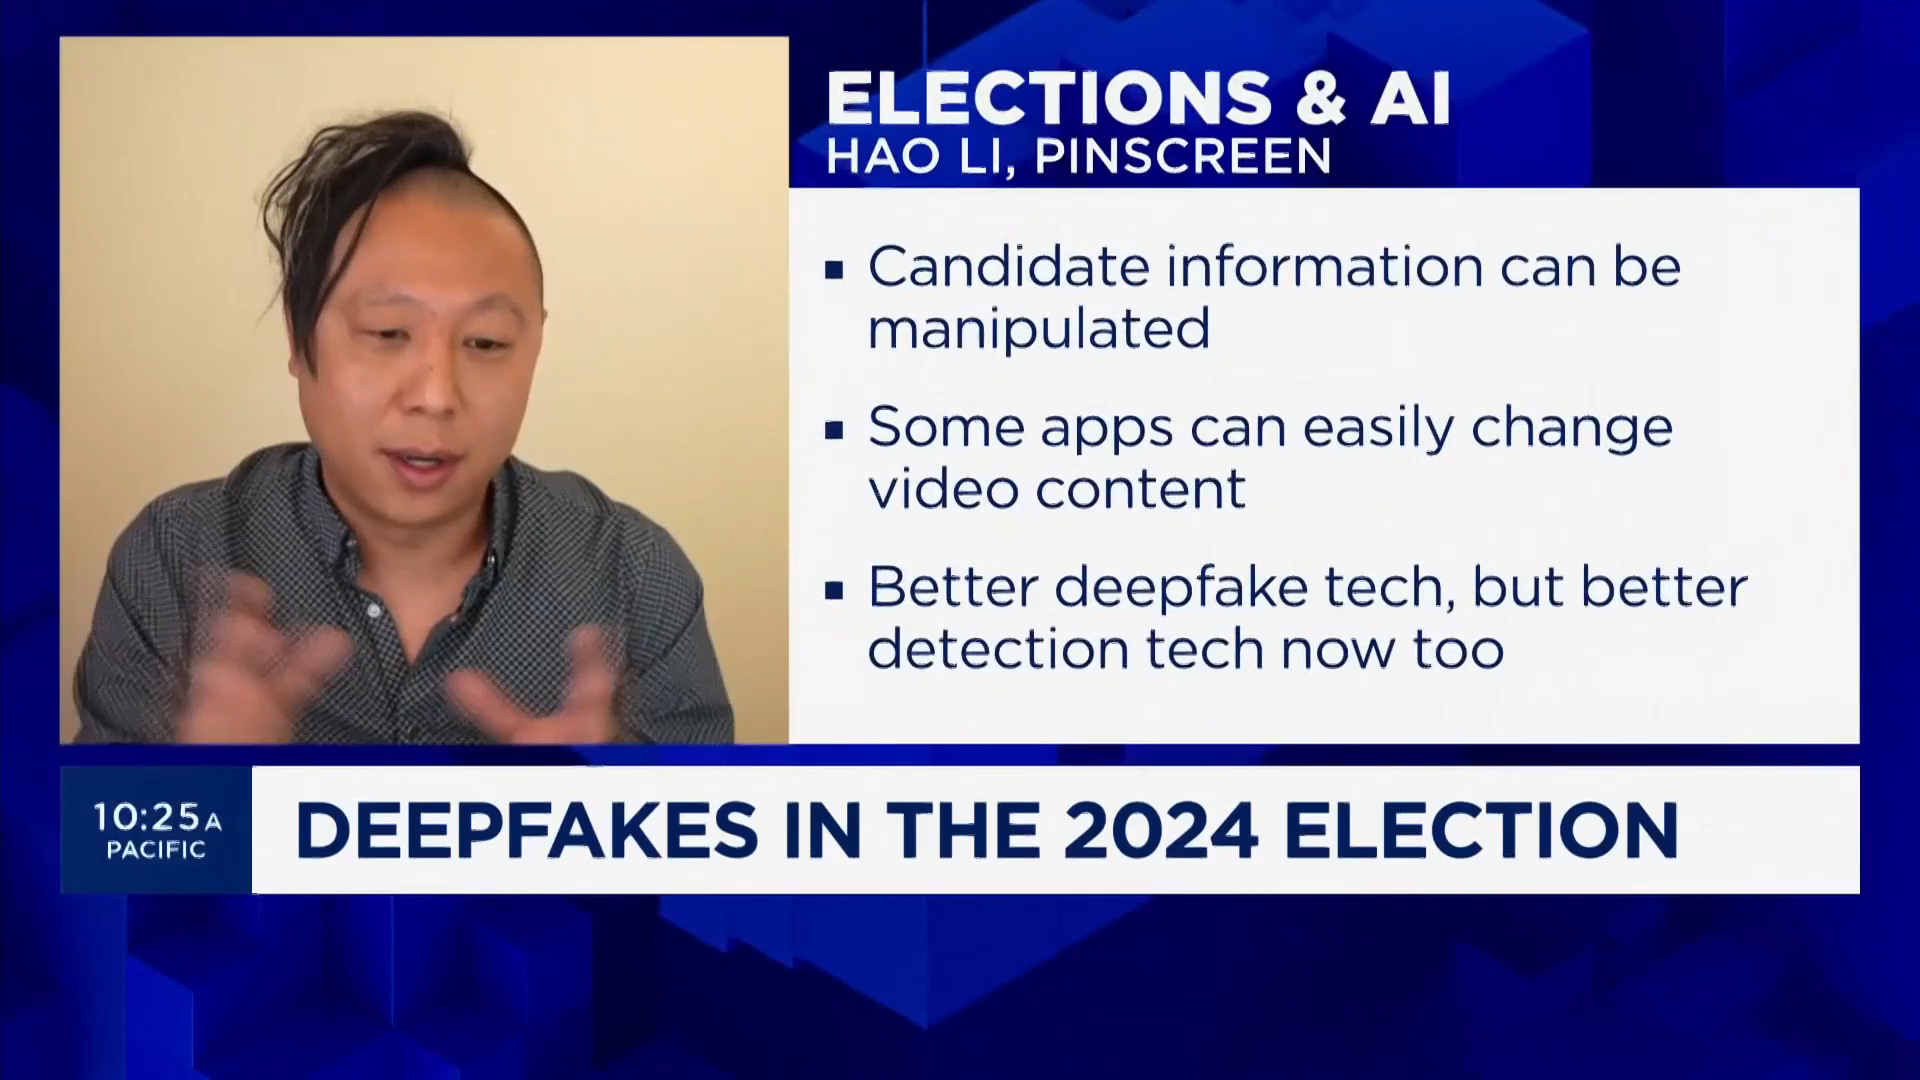 ELECTIONS & AI
HAO LI, PINSCREEN
▪ Candidate information can be
manipulated
▪ Some apps can easily change
video content
▪ Better deepfake tech, but better
detection tech now too
10:25A
PACIFIC
DEEPFAKES IN THE 2024 ELECTION